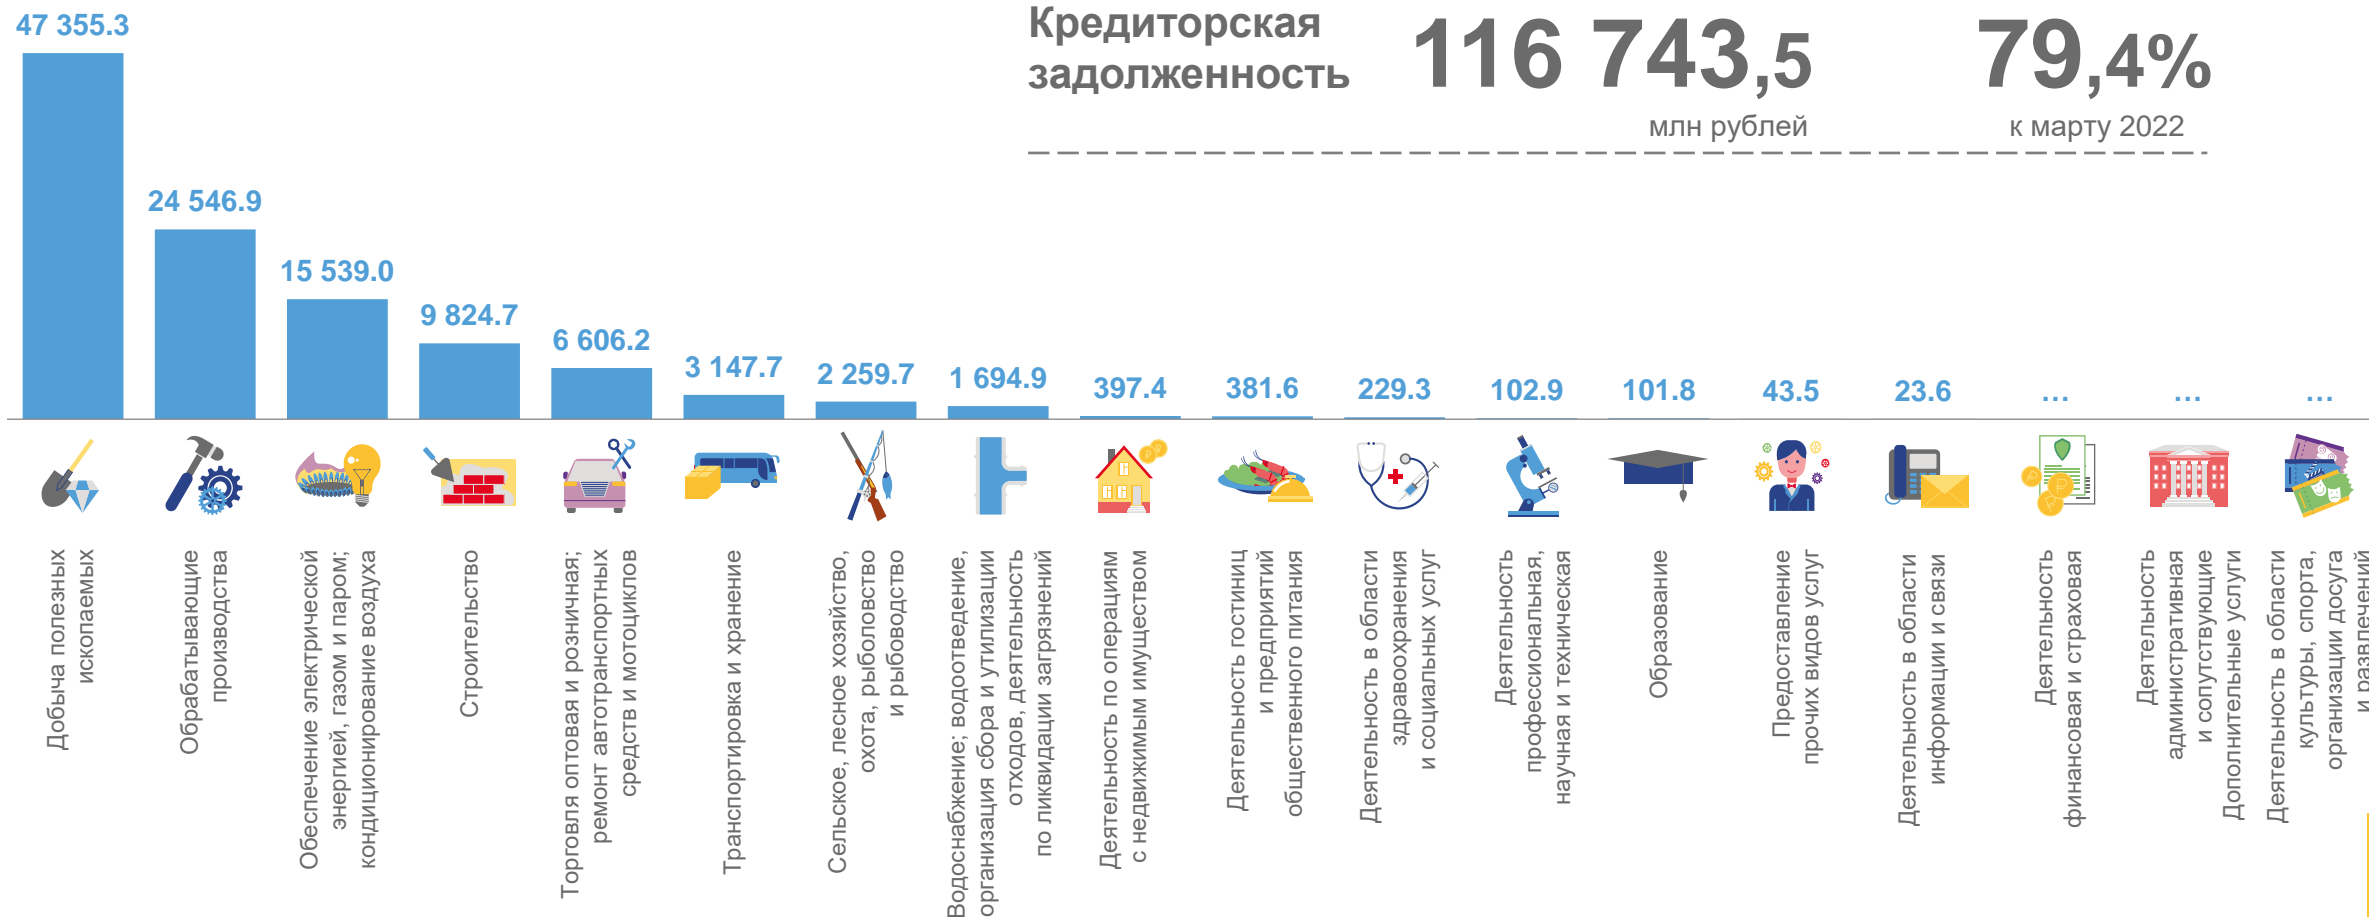 Кредиторская
задолженность
116 743,5
млн рублей
79,4%
к марту 2022
47 355.3
24 546.9
15 539.0
9 824.7
6 606.2
3 147.7
2 259.7
1 694.9
397.4
381.6
229.3
102.9
101.8
43.5
23.6
...
...
...
Добыча полезных
ископаемых
Обрабатывающие
производства
Обеспечение электрической
энергией, газом и паром;
кондиционирование воздуха
Строительство
Торговля оптовая и розничная;
ремонт автотранспортных
средств и мотоциклов
Транспортировка и хранение
Сельское, лесное хозяйство,
охота, рыболовство
и рыбоводство
Водоснабжение; водоотведение,
организация сбора и утилизации
отходов, деятельность
по ликвидации загрязнений
Деятельность по операциям
с недвижимым имуществом
Деятельность гостиниц
и предприятий
общественного питания
Деятельность в области
здравоохранения
и социальных услуг
Деятельность
профессиональная,
научная и техническая
Образование
Предоставление
прочих видов услуг
Деятельность в области
информации и связи
Деятельность
финансовая и страховая
Деятельность
административная
и сопутствующие
Дополнительные услуги
Деятельность в области
культуры, спорта,
организации досуга
и развлечений